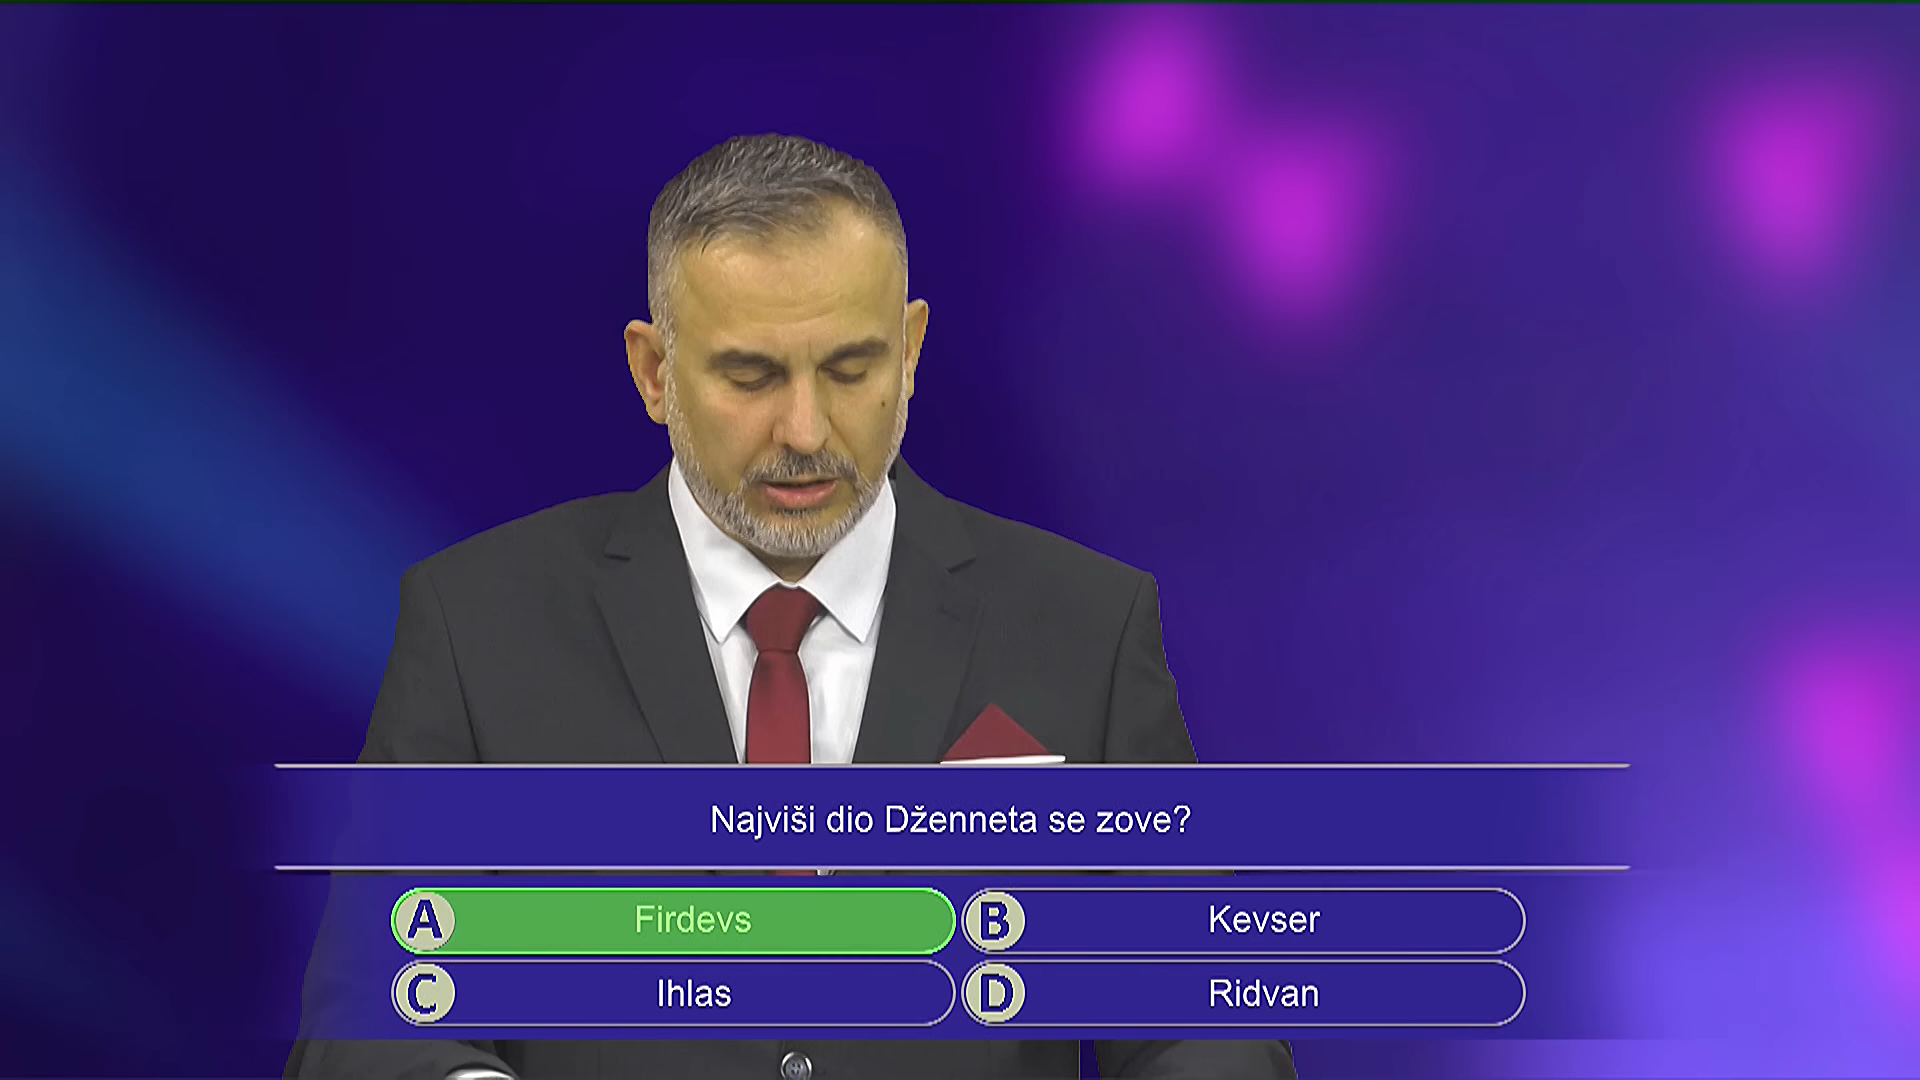 Najviši dio Dženneta se zove?
A Firdevs
B Kevser
C Ihlas
D Ridvan